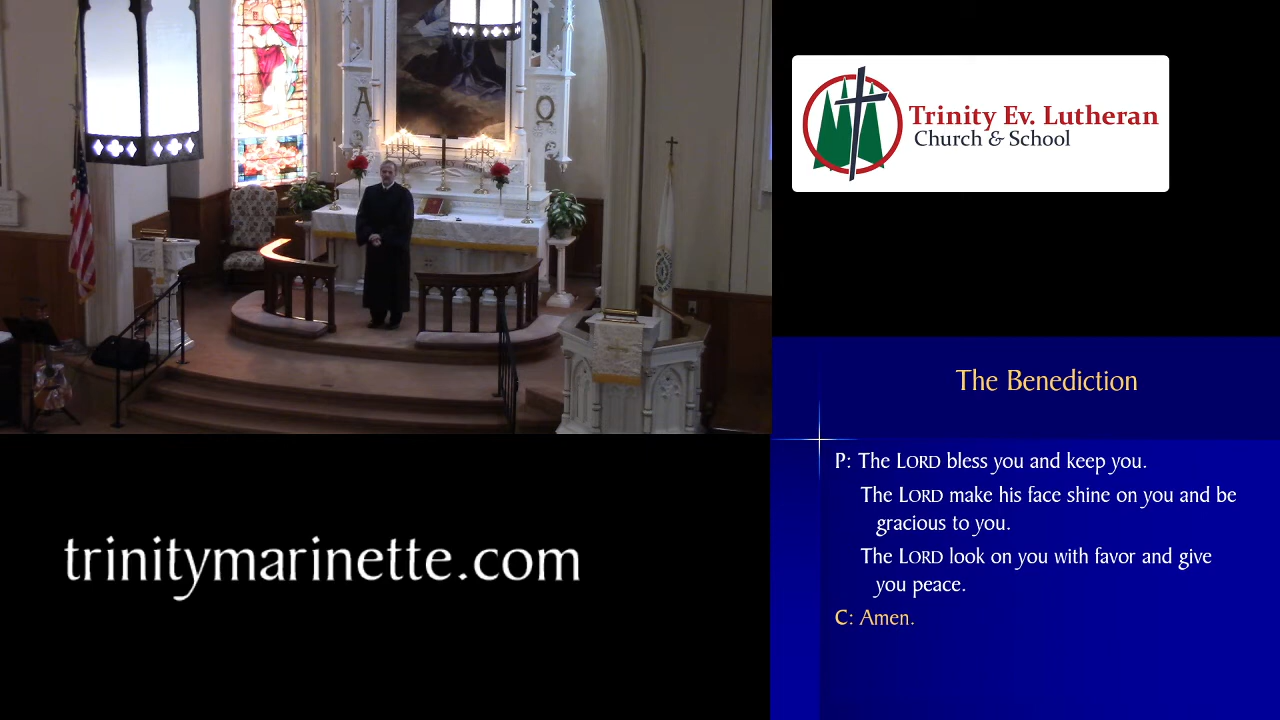 A Ω
Trinity Ev. Lutheran
Church & School
The Benediction
P: The LORD bless you and keep you.
The LORD make his face shine on you and be
gracious to you.
The LORD look on you with favor and give
you peace.
C: Amen.
trinitymarinette.com